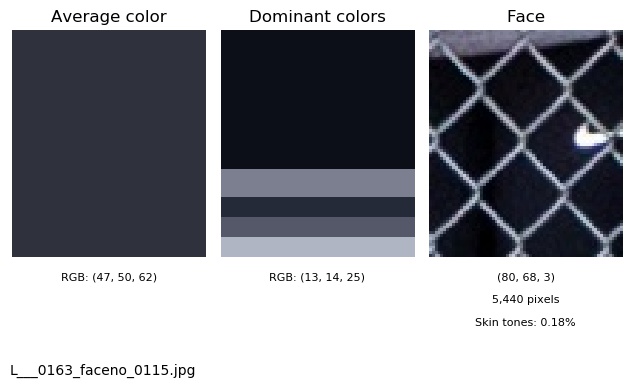 Average color
Dominant colors
Face
RGB: (47, 50, 62)
RGB: (13, 14, 25)
(80, 68, 3)
5,440 pixels
Skin tones: 0.18%
L___0163_faceno_0115.jpg